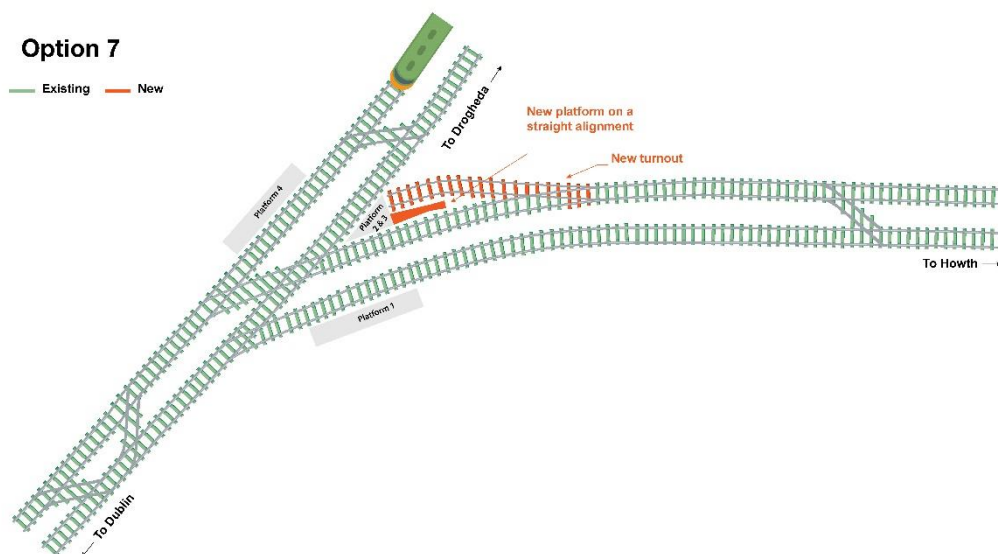 Option 7
Existing
New
To Drogheda
New platform on a
straight alignment
New turnout
Platform 4
Platform
2 & 3
Platform 1
To Howth
To Dublin